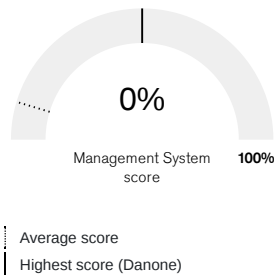 0%
Management System
score
100%
Average score
Highest score (Danone)